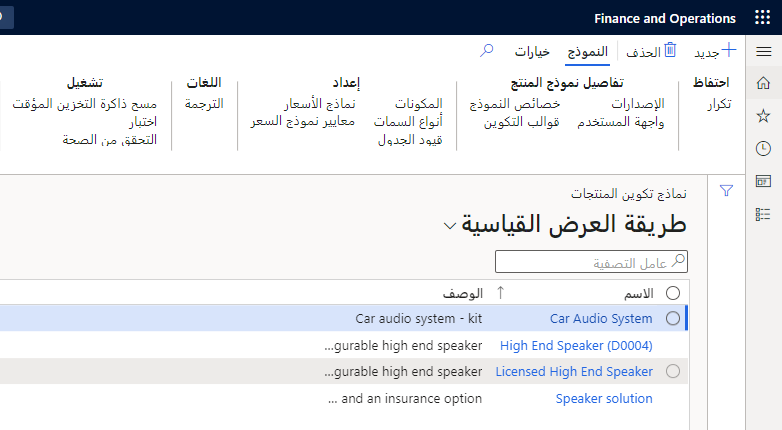 Finance and Operations
جديد
الحذف
النموذج
خيارات
احتفاظ
تكرار
تفاصيل نموذج المنتج
الإصدارات
خصائص النموذج
واجهة المستخدم
قوالب التكوين
إعداد
المكونات
نماذج الأسعار
أنواع السمات
معايير نموذج السعر
قيود الجدول
اللغات
الترجمة
تشغيل
مسح ذاكرة التخزين المؤقت
اختبار
التحقق من الصحة
نماذج تكوين المنتجات
طريقة العرض القياسية
عامل التصفية
الاسم
الوصف
Car Audio System
Car audio system - kit
High End Speaker (D0004)
...gurable high end speaker
Licensed High End Speaker
...gurable high end speaker
Speaker solution
... and an insurance option